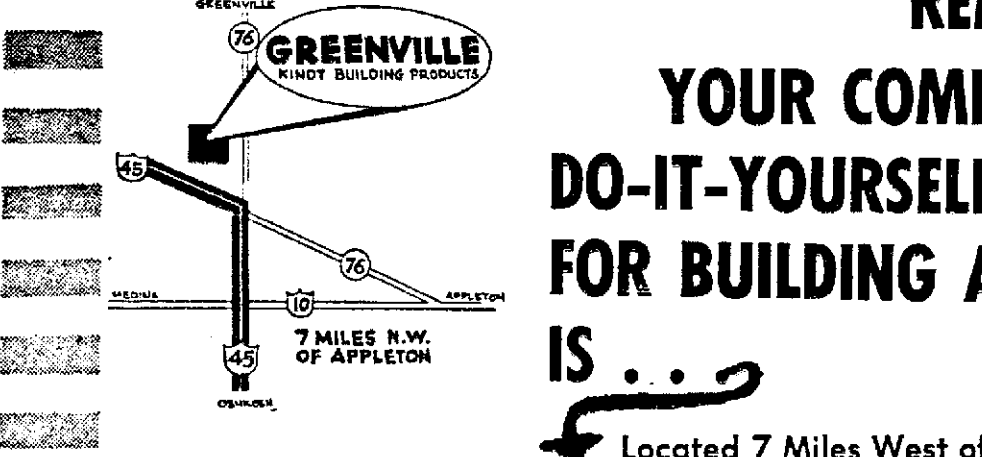 GREENVILLE
76
GREENVILLE
KINDT BUILDING PRODUCTS
45
76
MEDINA
10
APPLETON
7 MILES N.W.
OF APPLETON
45
OSHKOSH
REM
YOUR COM
DO-IT-YOURSEL
FOR BUILDING A
IS . . .
Located 7 Miles West of